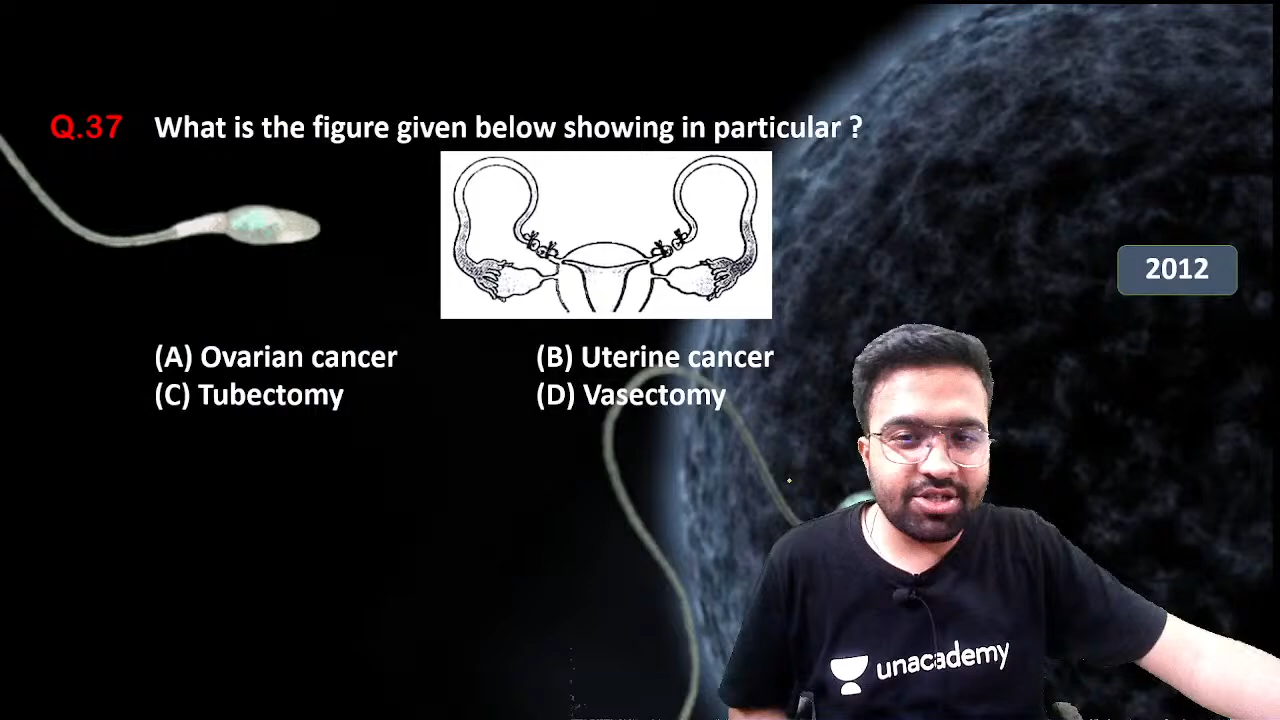 Q.37 What is the figure given below showing in particular ?
2012
(A) Ovarian cancer (B) Uterine cancer
(C) Tubectomy (D) Vasectomy
unacademy